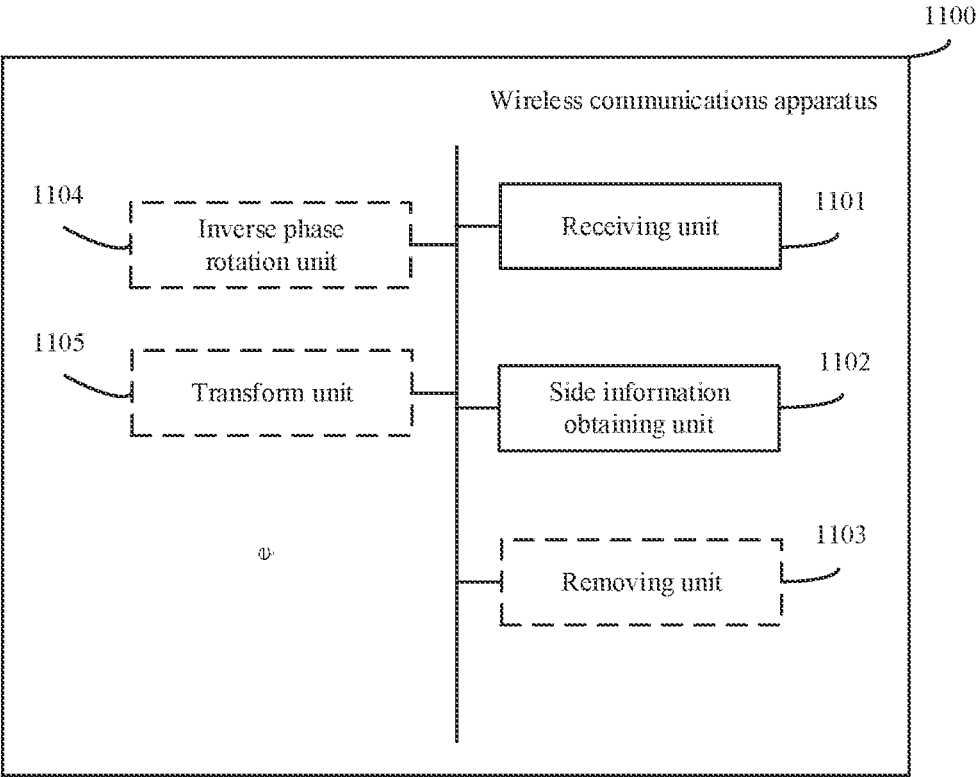 1100
Wireless communications apparatus
1104
Inverse phase
rotation unit
1101
Receiving unit
1105
Transform unit
1102
Side information
obtaining unit
1103
Removing unit